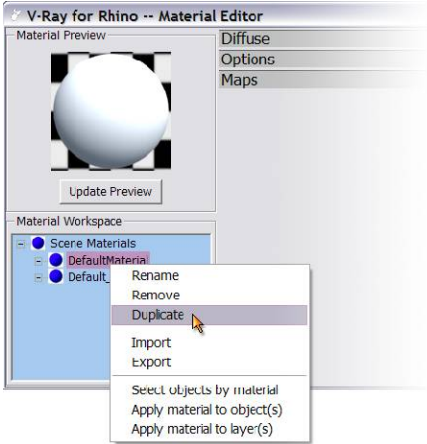 V-Ray for Rhino -- Material Editor
Material Preview
Diffuse
Options
Maps
Update Preview
Material Workspace
Scene Materials
DefaultMateria
Default_
Rename
Remove
Duplicate
Import
Export
Select objects by material
Apply material to object(s)
Apply material to layer(s)